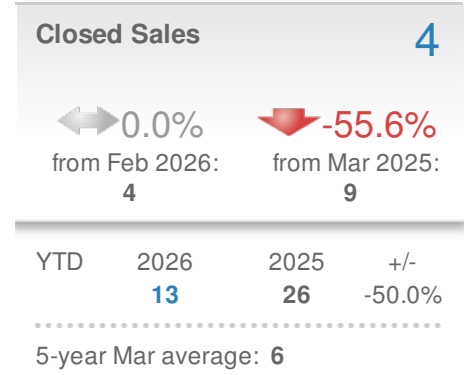 Closed Sales 4
0.0% -55.6%
from Feb 2026: from Mar 2025:
4 9
YTD 2026 2025 +/-
13 26 -50.0%
5-year Mar average: 6